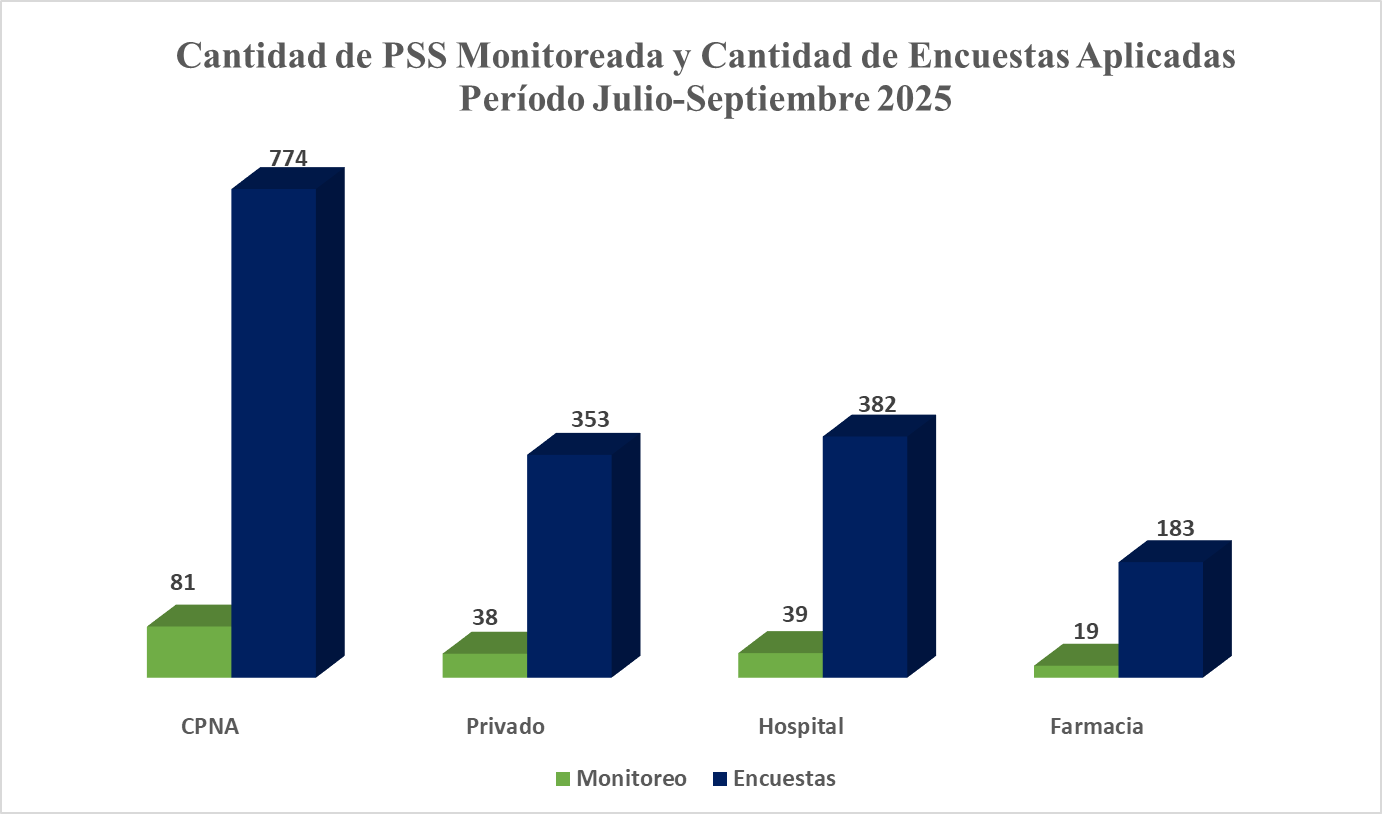 Cantidad de PSS Monitoreada y Cantidad de Encuestas Aplicadas
Período Julio-Septiembre 2025
774
81
353
38
382
39
183
19
CPNA
Privado
Hospital
Farmacia
Monitoreo
Encuestas